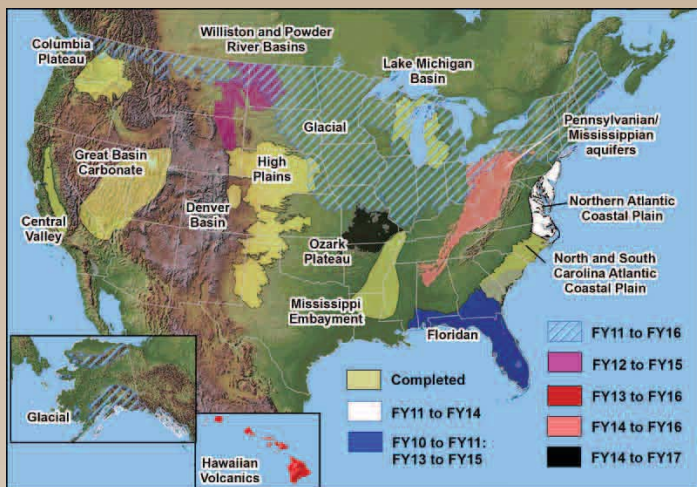 Columbia
Plateau
Williston and Powder
River Basins
Lake Michigan
Basin
Glacial
Pennsylvanian/
Mississippian
aquifers
Great Basin
Carbonate
High
Plains
Central
Valley
Denver
Basin
Northern Atlantic
Coastal Plain
Ozark
Plateau
North and South
Carolina Atlantic
Coastal Plain
Mississippi
Embayment
Floridan
Glacial
Hawaiian
Volcanics
Completed
FY11 to FY14
FY10 to FY11:
FY13 to FY15
FY11 to FY16
FY12 to FY15
FY13 to FY16
FY14 to FY16
FY14 to FY17